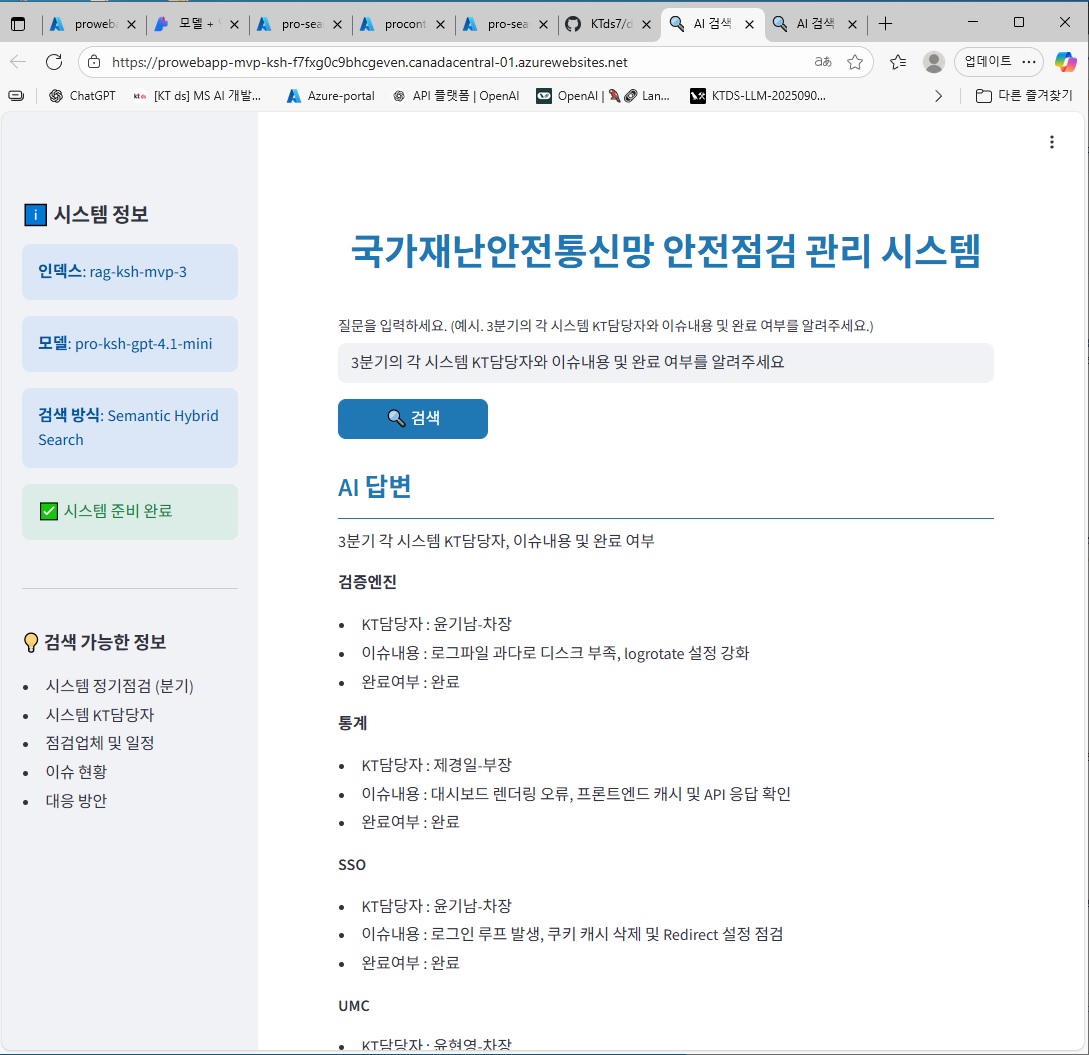 proweb
모델 +
pro-sea
procont
pro-sea
KTds7/d
AI 검색
AI 검색
https://prowebapp-mvp-ksh-f7fxg0c9bhcgeven.canadacentral-01.azurewebsites.net
aあ
업데이트
ChatGPT
[KT ds] MS AI 개발...
Azure-portal
API 플랫폼 | OpenAI
OpenAI | 🦜🔗 Lan...
KTDS-LLM-2025090...
다른 즐겨찾기
ℹ️ 시스템 정보
인덱스: rag-ksh-mvp-3
모델: pro-ksh-gpt-4.1-mini
검색 방식: Semantic Hybrid
Search
✅ 시스템 준비 완료
💡 검색 가능한 정보
• 시스템 정기점검 (분기)
• 시스템 KT담당자
• 점검업체 및 일정
• 이슈 현황
• 대응 방안
국가재난안전통신망 안전점검 관리 시스템
질문을 입력하세요. (예시. 3분기의 각 시스템 KT담당자와 이슈내용 및 완료 여부를 알려주세요.)
3분기의 각 시스템 KT담당자와 이슈내용 및 완료 여부를 알려주세요
🔍 검색
AI 답변
3분기 각 시스템 KT담당자, 이슈내용 및 완료 여부
검증엔진
• KT담당자 : 윤기남-차장
• 이슈내용 : 로그파일 과다로 디스크 부족, logrotate 설정 강화
• 완료여부 : 완료
통계
• KT담당자 : 제경일-부장
• 이슈내용 : 대시보드 렌더링 오류, 프론트엔드 캐시 및 API 응답 확인
• 완료여부 : 완료
SSO
• KT담당자 : 윤기남-차장
• 이슈내용 : 로그인 루프 발생, 쿠키 캐시 삭제 및 Redirect 설정 점검
• 완료여부 : 완료
UMC
• KT담당자 : 윤현영-차장